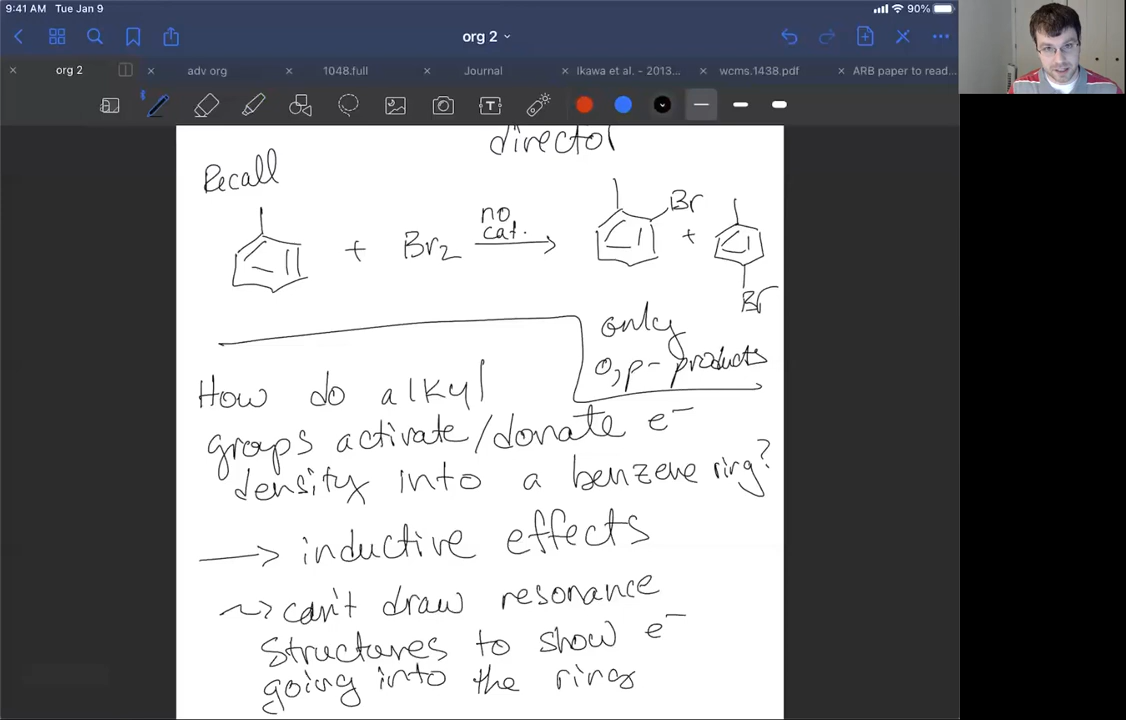 9:41 AM Tue Jan 9
90%
org 2
org 2
adv org
1048.full
Journal
Ikawa et al. - 2013...
wcms.1438.pdf
ARB paper to read...
director
Recall
+ Br2 no cat. Br + Br
only
o,p- products
How do alkyl
groups activate/donate e-
density into a benzene ring?
→ inductive effects
~> can't draw resonance
structures to show e-
going into the ring